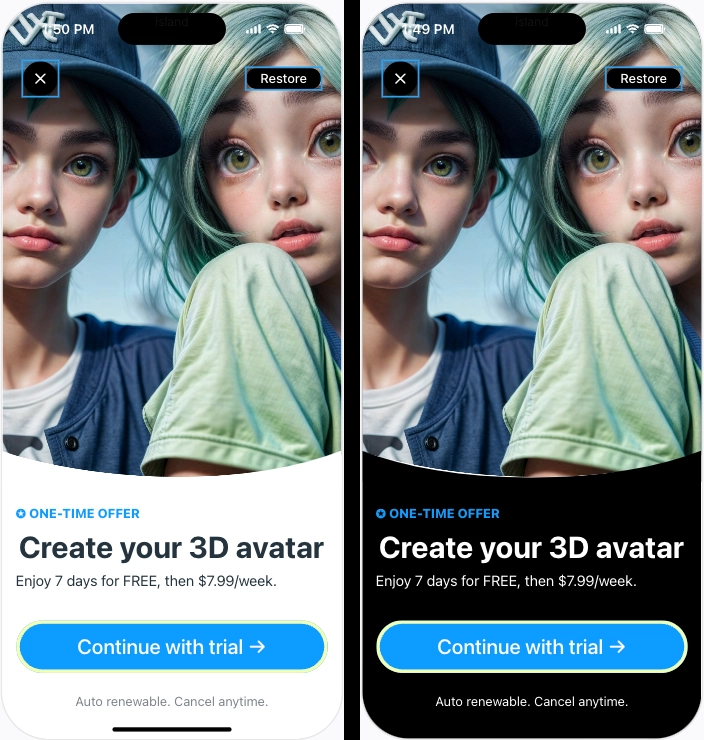 island
:50 PM
Restore
ONE-TIME OFFER
Create your 3D avatar
Enjoy 7 days for FREE, then $7.99/week.
Continue with trial →
Auto renewable. Cancel anytime.
island
:49 PM
Restore
ONE-TIME OFFER
Create your 3D avatar
Enjoy 7 days for FREE, then $7.99/week.
Continue with trial →
Auto renewable. Cancel anytime.